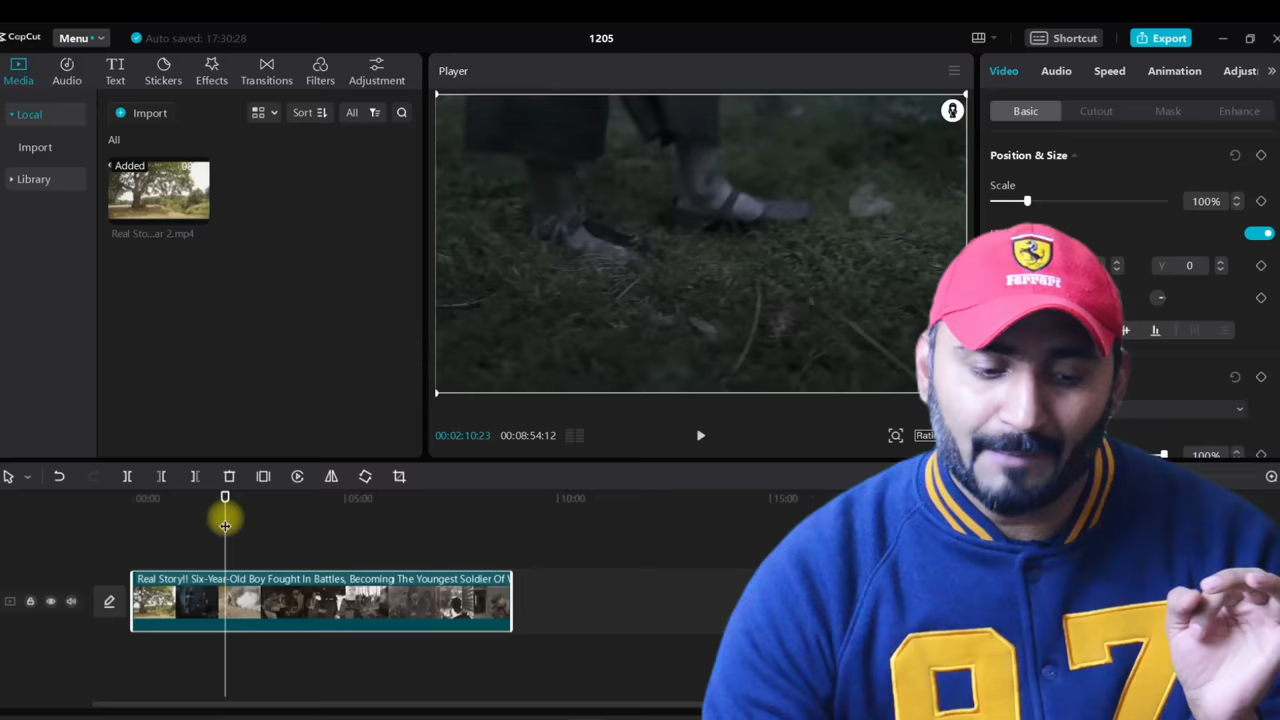 CopCut Menu Auto saved: 17:30:28 1205 Shortcut Export
Media Audio Text Stickers Effects Transitions Filters Adjustment
Local
Import
Library
Import Sort All
All
Added
Real Sto...ar 2.mp4
Player
00:02:10:23 00:08:54:12
Video Audio Speed Animation Adjust
Basic Cutout Mask Enhance
Position & Size
Scale
100%
Y 0
100%
00:00 05:00 10:00 15:00
Real Story!! Six-Year-Old Boy Fought In Battles, Becoming The Youngest Soldier Of
Ferrari
97